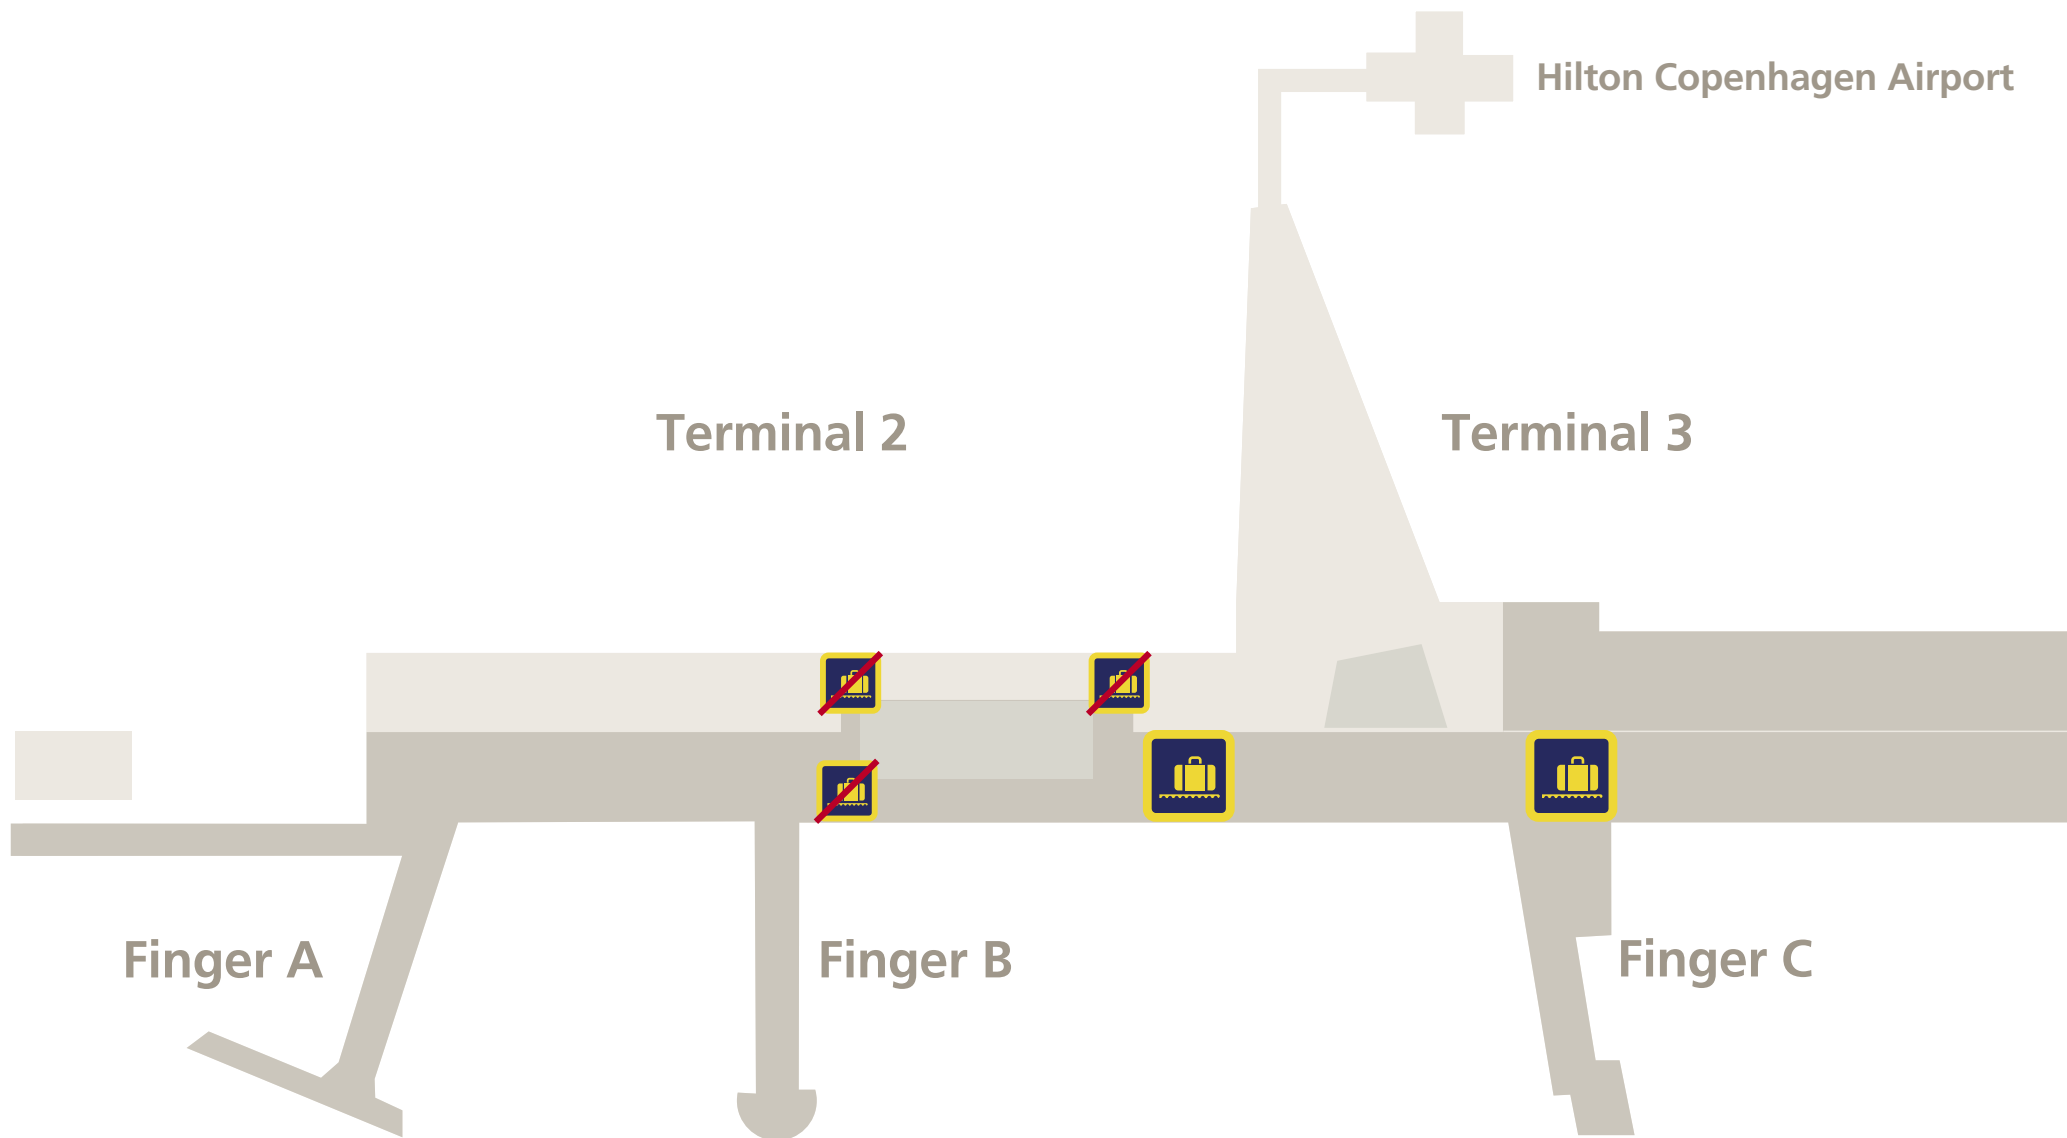 Hilton Copenhagen Airport
Terminal 2
Terminal 3
Finger A
Finger B
Finger C